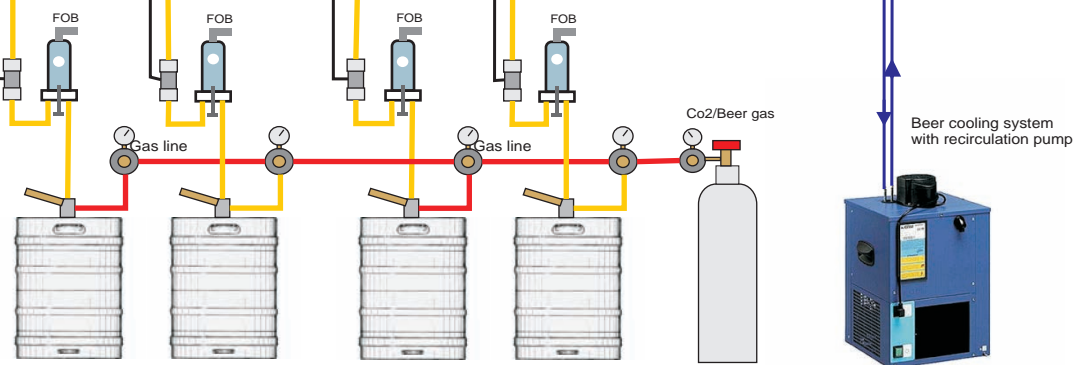 FOB
FOB
FOB
FOB
Co2/Beer gas
Gas line
Gas line
Beer cooling system
with recirculation pump